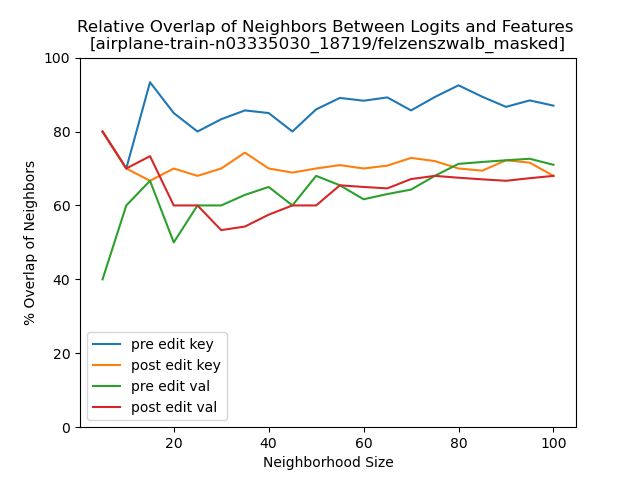 Relative Overlap of Neighbors Between Logits and Features
[airplane-train-n03335030_18719/felzenszwalb_masked]
100
80
60
40
20
0
% Overlap of Neighbors
pre edit key
post edit key
pre edit val
post edit val
20 40 60 80 100
Neighborhood Size